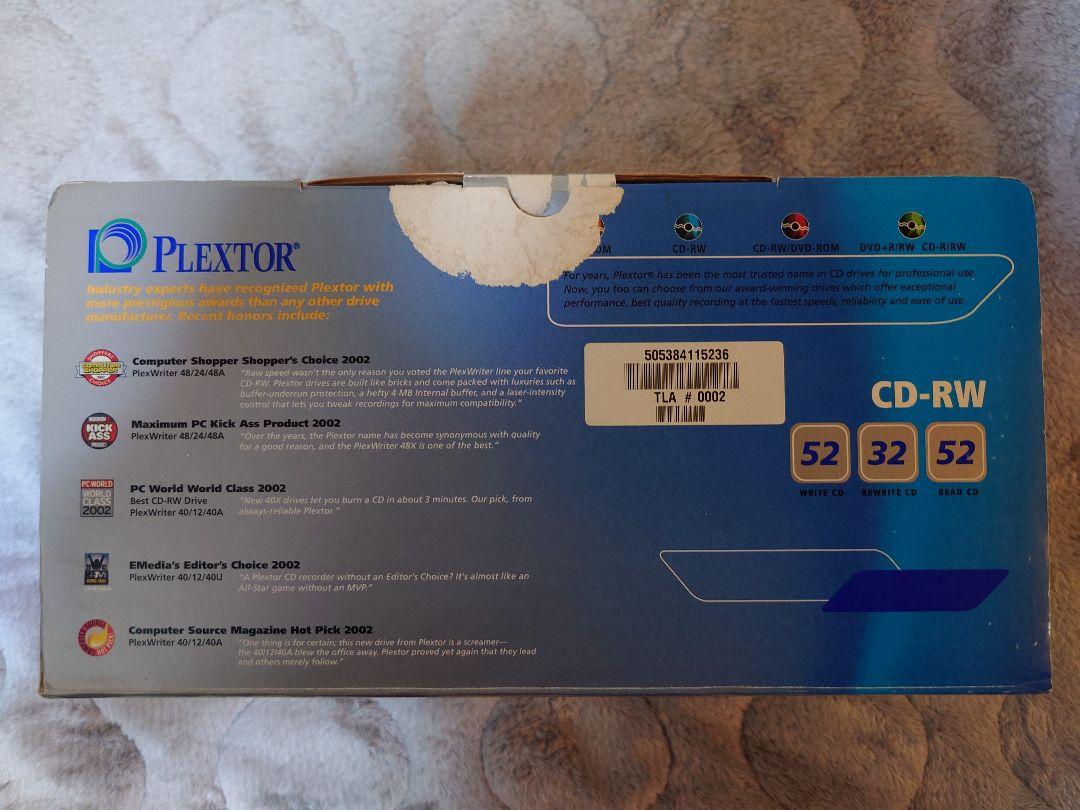 PLEXTOR®
Industry experts have recognized Plextor with
more prestigious awards than any other drive
manufacturer. Recent honors include:
Computer Shopper Shopper's Choice 2002
PlexWriter 48/24/48A
"Raw speed wasn't the only reason you voted the PlexWriter line your favorite
CD-RW. Plextor drives are built like bricks and come packed with luxuries such as
buffer-underrun protection, a hefty 4 MB Internal buffer, and a laser-intensity
control that lets you tweak recordings for maximum compatibility."
SHOPPERS
COMPUTER
SHOPPER
CHOICE
Maximum PC Kick Ass Product 2002
PlexWriter 48/24/48A
"Over the years, the Plextor name has become synonymous with quality
for a good reason, and the PlexWriter 48X is one of the best."
MAXIMUM
KICK
ASS
PRODUCT
PC World World Class 2002
Best CD-RW Drive
PlexWriter 40/12/40A
"New 40X drives let you burn a CD in about 3 minutes. Our pick, from
always-reliable Plextor."
PC WORLD
WORLD
CLASS
2002
EMedia's Editor's Choice 2002
PlexWriter 40/12/40U
"A Plextor CD recorder without an Editor's Choice? It's almost like an
All-Star game without an MVP."
Computer Source Magazine Hot Pick 2002
PlexWriter 40/12/40A
"One thing is for certain; this new drive from Plextor is a screamer—
the 40/12/40A blew the office away. Plextor proved yet again that they lead
and others merely follow."
OM
CD-RW
CD-RW/DVD-ROM
DVD+R/RW CD-R/RW
For years, Plextor® has been the most trusted name in CD drives for professional use.
Now, you too can choose from our award-winning drives which offer exceptional
performance, best quality recording at the fastest speeds, reliability and ease of use.
505384115236
TLA # 0002
CD-RW
52 32 52
WRITE CD REWRITE CD READ CD